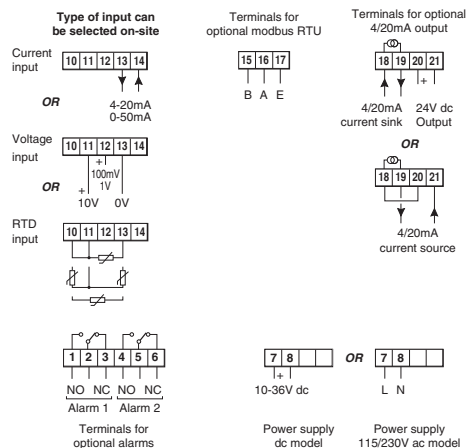 Type of input can
be selected on-site
Current
input
10 11 12 13 14
OR
4-20mA
0-50mA
Voltage
input
10 11 12 13 14
+
100mV
1V
OR
+
10V 0V
RTD
input
10 11 12 13 14
Terminals for
optional modbus RTU
15 16 17
B A E
Terminals for optional
4/20mA output
18 19 20 21
+
4/20mA
current sink
24V dc
Output
OR
18 19 20 21
4/20mA
current source
1 2 3 4 5 6
NO NC NO NC
Alarm 1 Alarm 2
Terminals for
optional alarms
7 8
+
10-36V dc
Power supply
dc model
OR
7 8
L N
Power supply
115/230V ac model